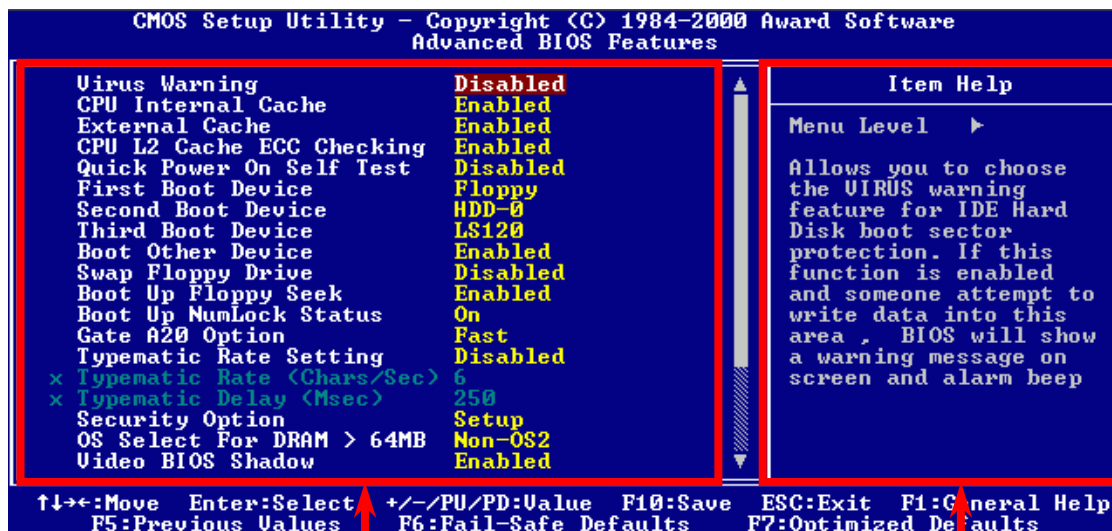 CMOS Setup Utility – Copyright (C) 1984–2000 Award Software
Advanced BIOS Features
Virus Warning Disabled
CPU Internal Cache Enabled
External Cache Enabled
CPU L2 Cache ECC Checking Enabled
Quick Power On Self Test Disabled
First Boot Device Floppy
Second Boot Device HDD-0
Third Boot Device LS120
Boot Other Device Enabled
Swap Floppy Drive Disabled
Boot Up Floppy Seek Enabled
Boot Up NumLock Status On
Gate A20 Option Fast
Typematic Rate Setting Disabled
x Typematic Rate (Chars/Sec) 6
x Typematic Delay (Msec) 250
Security Option Setup
OS Select For DRAM > 64MB Non-OS2
Video BIOS Shadow Enabled
Item Help
Menu Level ►
Allows you to choose
the VIRUS warning
feature for IDE Hard
Disk boot sector
protection. If this
function is enabled
and someone attempt to
write data into this
area , BIOS will show
a warning message on
screen and alarm beep
↑↓→←:Move Enter:Select +/-/PU/PD:Value F10:Save ESC:Exit F1:General Help
F5:Previous Values F6:Fail-Safe Defaults F7:Optimized Defaults